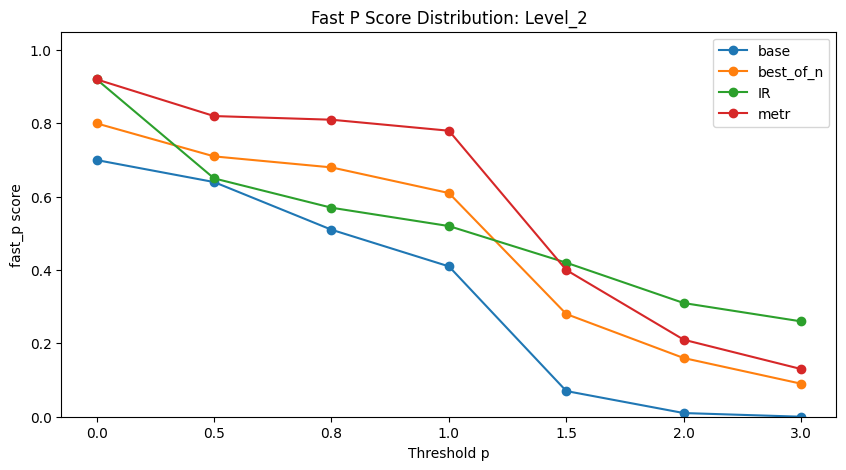 Fast P Score Distribution: Level_2
base
best_of_n
IR
metr
fast_p score
1.0
0.8
0.6
0.4
0.2
0.0
0.0 0.5 0.8 1.0 1.5 2.0 3.0
Threshold p